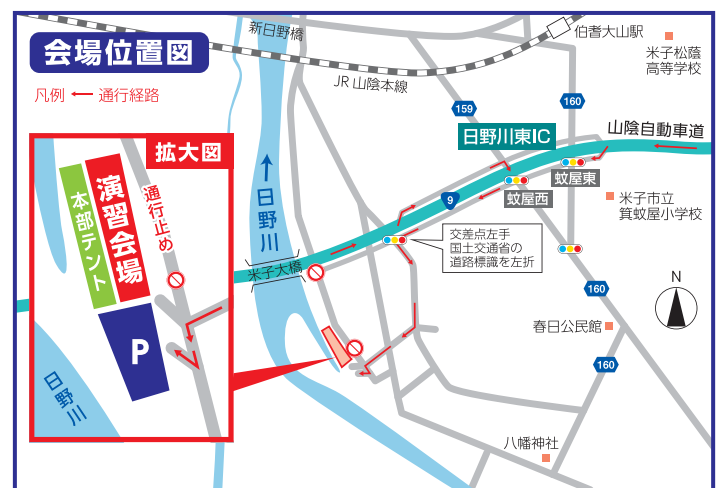 会場位置図
凡例
通行経路
新日野橋
JR山陰本線
伯耆大山駅
米子松蔭
高等学校
159
160
日野川東IC
山陰自動車道
蚊屋東
蚊屋西
9
米子市立
箕蚊屋小学校
交差点左手
国土交通省の
道路標識を左折
日野川
米子大橋
160
N
春日公民館
160
八幡神社
拡大図
演習会場
本部テント
通行止め
P
日野川